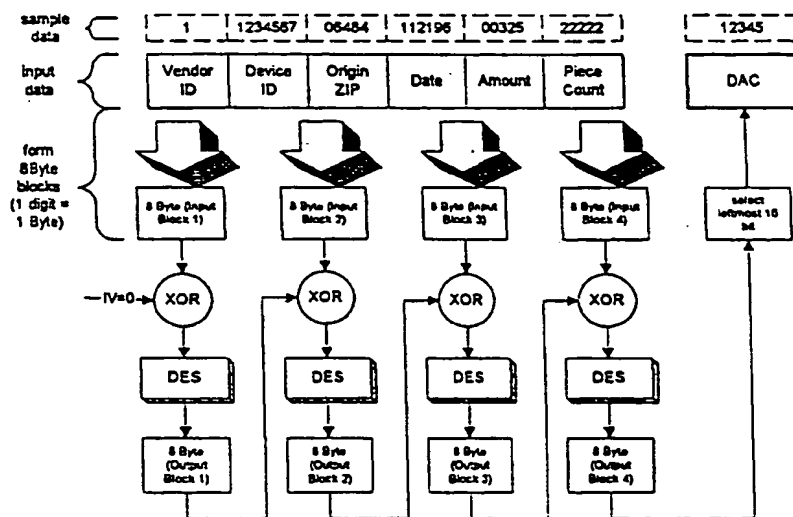 sample data
1 1234567 06484 112196 00325 22222 12345
input data
Vendor ID Device ID Origin ZIP Date Amount Piece Count DAC
form 8Byte blocks (1 digit = 1 Byte)
8 Byte (Input Block 1) 8 Byte (Input Block 2) 8 Byte (Input Block 3) 8 Byte (Input Block 4)
select leftmost 16 bit
IV=0 XOR XOR XOR XOR
DES DES DES DES
8 Byte (Output Block 1) 8 Byte (Output Block 2) 8 Byte (Output Block 3) 8 Byte (Output Block 4)